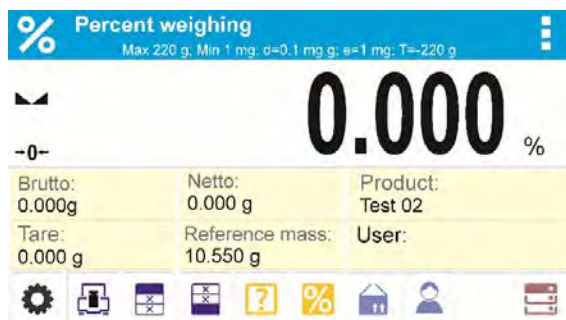 % Percent weighing
Max 220 g; Min 1 mg; d=0.1 mg g; e=1 mg; T=-220 g
0.000 %
→0←
Brutto: Netto: Product:
0.000g 0.000 g Test 02
Tare: Reference mass: User:
0.000 g 10.550 g
? %